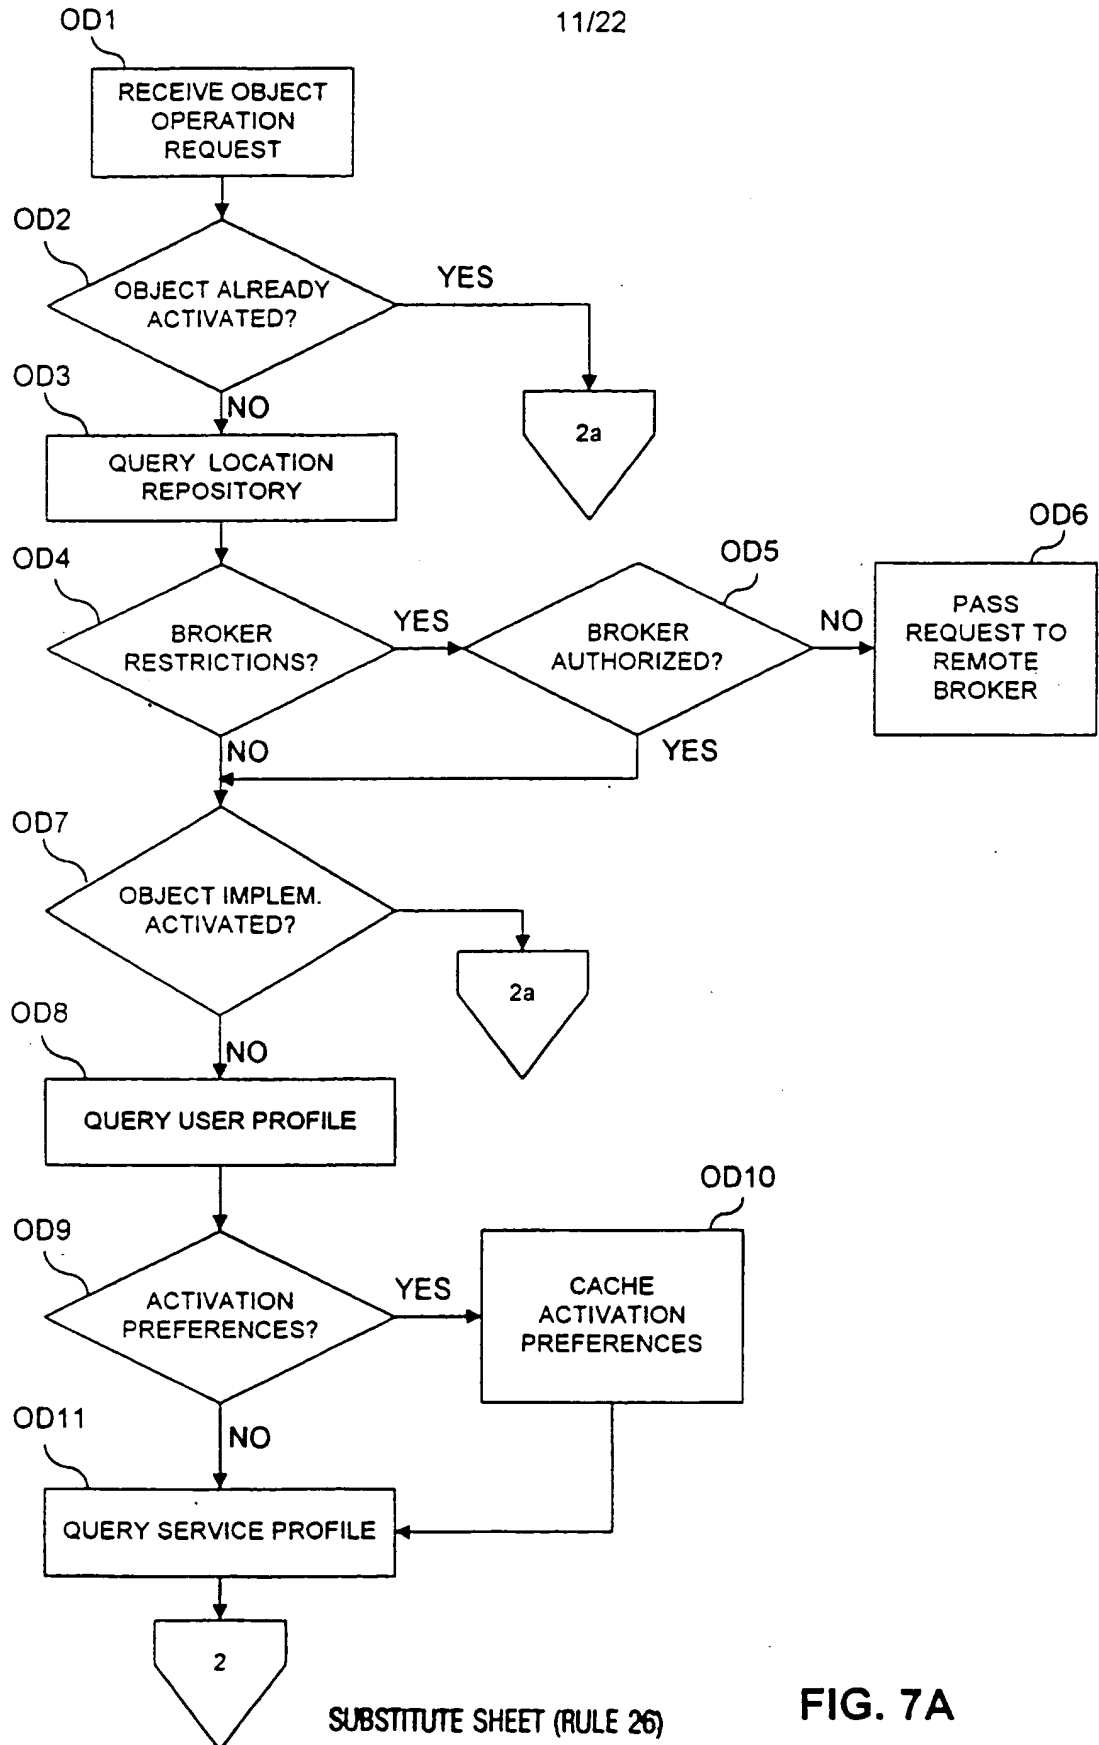 OD1
11/22
RECEIVE OBJECT
OPERATION
REQUEST
OD2
OBJECT ALREADY
ACTIVATED?
YES
NO
2a
OD3
QUERY LOCATION
REPOSITORY
OD4
BROKER
RESTRICTIONS?
YES
NO
OD5
BROKER
AUTHORIZED?
NO
YES
OD6
PASS
REQUEST TO
REMOTE
BROKER
OD7
OBJECT IMPLEM.
ACTIVATED?
2a
NO
OD8
QUERY USER PROFILE
OD9
ACTIVATION
PREFERENCES?
YES
NO
OD10
CACHE
ACTIVATION
PREFERENCES
OD11
QUERY SERVICE PROFILE
2
SUBSTITUTE SHEET (RULE 26)
FIG. 7A